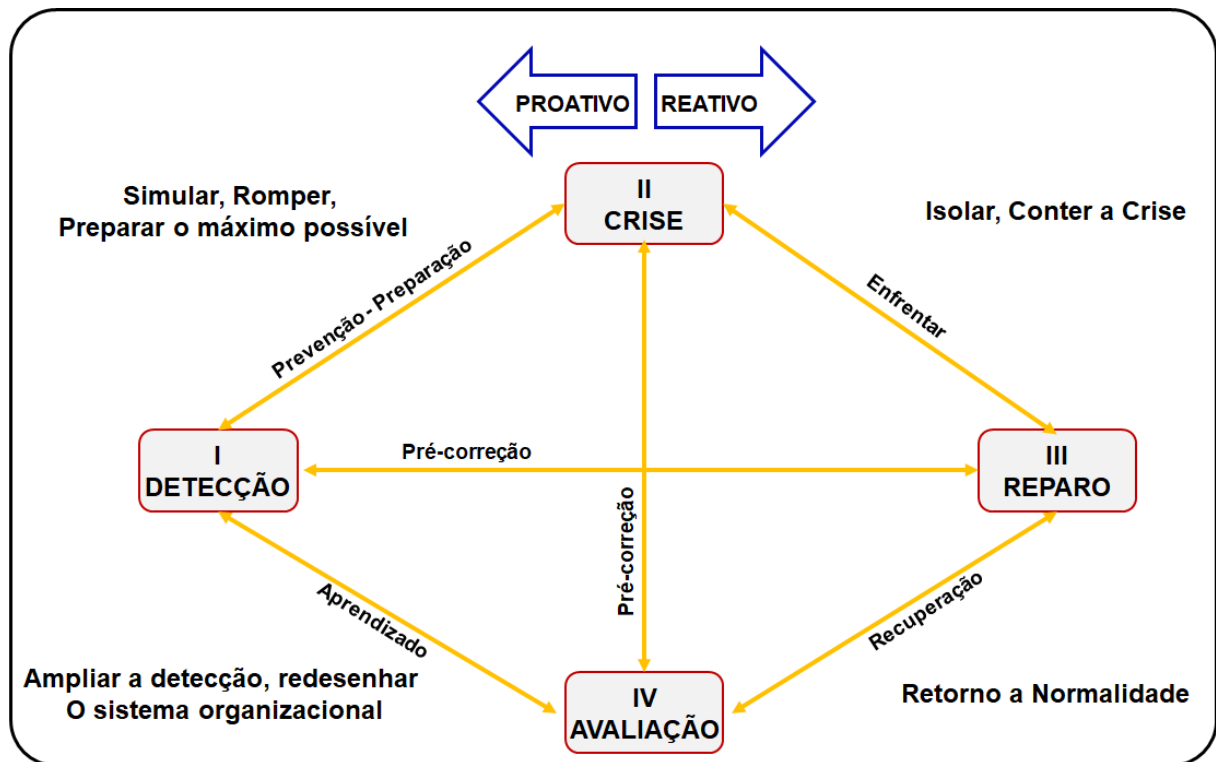 PROATIVO
REATIVO
II
CRISE
Simular, Romper,
Preparar o máximo possível
Isolar, Conter a Crise
Prevenção - Preparação
Enfrentar
I
DETECÇÃO
Pré-correção
III
REPARO
Pré-correção
Aprendizado
Recuperação
Ampliar a detecção, redesenhar
O sistema organizacional
IV
AVALIAÇÃO
Retorno a Normalidade